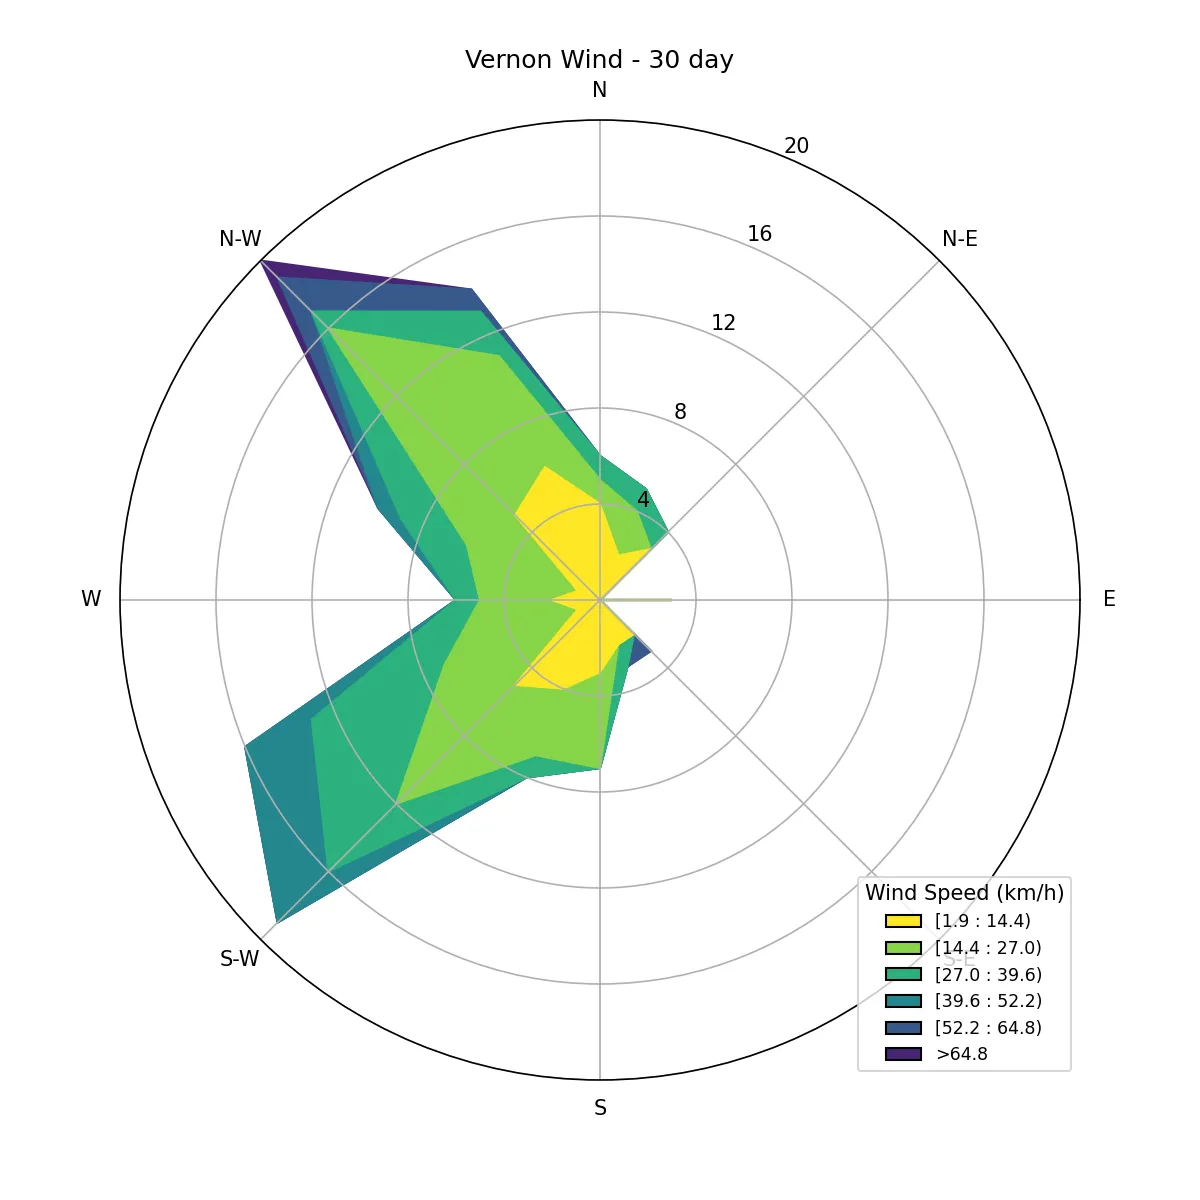 Vernon Wind - 30 day
N
20
16
N-W
N-E
12
8
4
W
E
Wind Speed (km/h)
[1.9 : 14.4)
[14.4 : 27.0)
S-W
S-E
[27.0 : 39.6)
[39.6 : 52.2)
[52.2 : 64.8)
>64.8
S